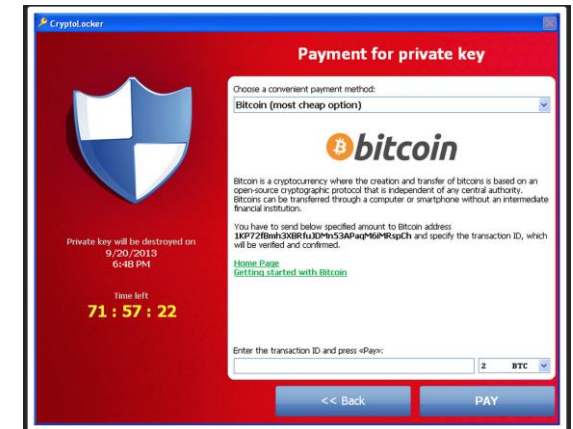 CryptoLocker
Payment for private key
Choose a convenient payment method:
Bitcoin (most cheap option)
bitcoin
Bitcoin is a cryptocurrency where the creation and transfer of bitcoins is based on an
open-source cryptographic protocol that is independent of any central authority.
Bitcoins can be transferred through a computer or smartphone without an intermediate
financial institution.
You have to send below specified amount to Bitcoin address
and specify the transaction ID, which
will be verified and confirmed.
Home Page
Getting started with Bitcoin
Private key will be destroyed on
9/20/2013
6:48 PM
Time left
71 : 57 : 22
Enter the transaction ID and press «Pay»:
2 BTC
<< Back
PAY